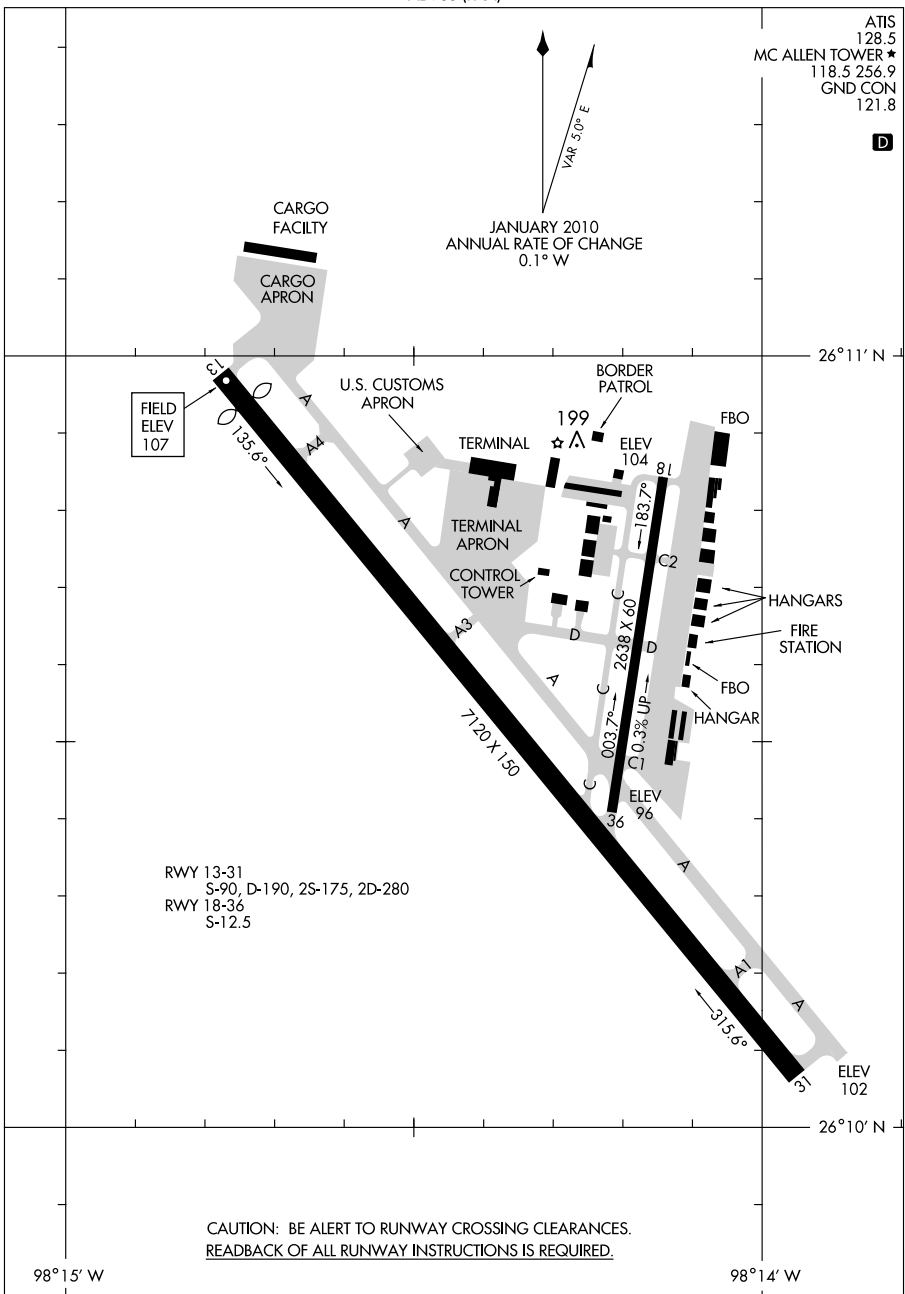 ATIS
128.5
MC ALLEN TOWER ★
118.5 256.9
GND CON
121.8
D
VAR 5.0° E
JANUARY 2010
ANNUAL RATE OF CHANGE
0.1° W
CARGO
FACILTY
CARGO
APRON
26°11' N
13
FIELD
ELEV
107
135.6°
A
A4
U.S. CUSTOMS
APRON
BORDER
PATROL
199
TERMINAL
ELEV
104
FBO
18
183.7°
A
TERMINAL
APRON
CONTROL
TOWER
C2
C
HANGARS
2638 X 60
A3
D
D
FIRE
STATION
A
C
FBO
HANGAR
003.7°
0.3% UP
7120 X 150
C1
C
ELEV
96
36
A
RWY 13-31
S-90, D-190, 2S-175, 2D-280
RWY 18-36
S-12.5
A1
A
315.6°
31
ELEV
102
26°10' N
CAUTION: BE ALERT TO RUNWAY CROSSING CLEARANCES.
READBACK OF ALL RUNWAY INSTRUCTIONS IS REQUIRED.
98°15' W
98°14' W